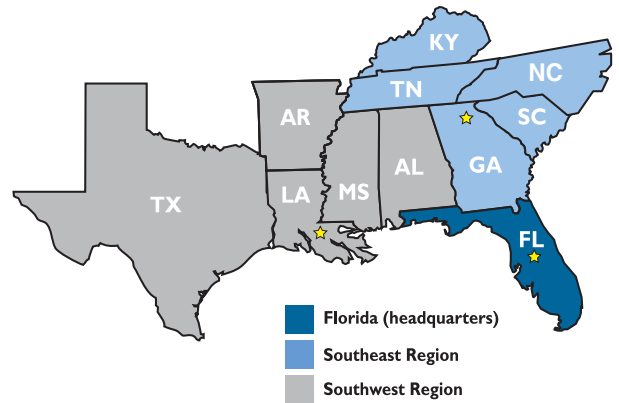 KY
TN
NC
AR
SC
GA
LA
MS
AL
TX
FL
Florida (headquarters)
Southeast Region
Southwest Region